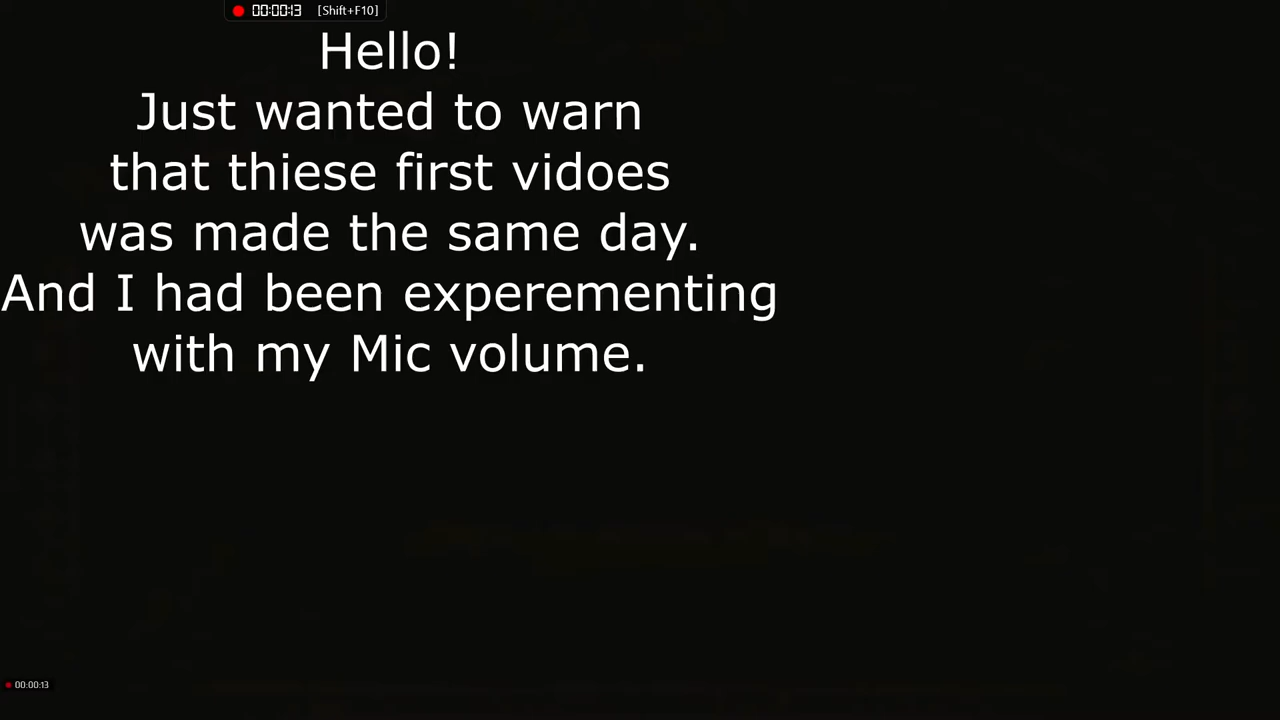 00:00:13 [Shift+F10]
Hello!
Just wanted to warn
that thiese first vidoes
was made the same day.
And I had been experementing
with my Mic volume.
00:00:13